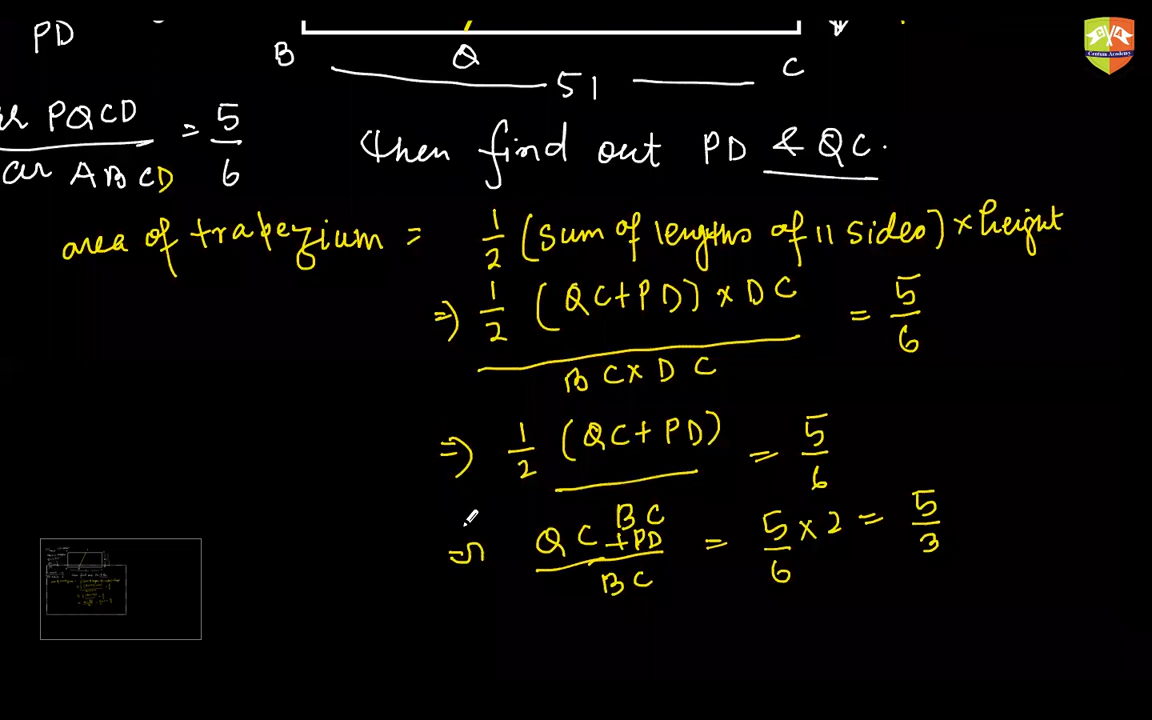 PD
B Q C
51
ar PQCD / ar ABCD = 5/6
then find out PD & QC.
area of trapezium = 1/2 (sum of lengths of 11 sides) × height
=) 1/2 (QC+PD) × DC / BC×DC = 5/6
=) 1/2 (QC+PD) / BC = 5/6
=) QC+PD / BC = 5/6 × 2 = 5/3